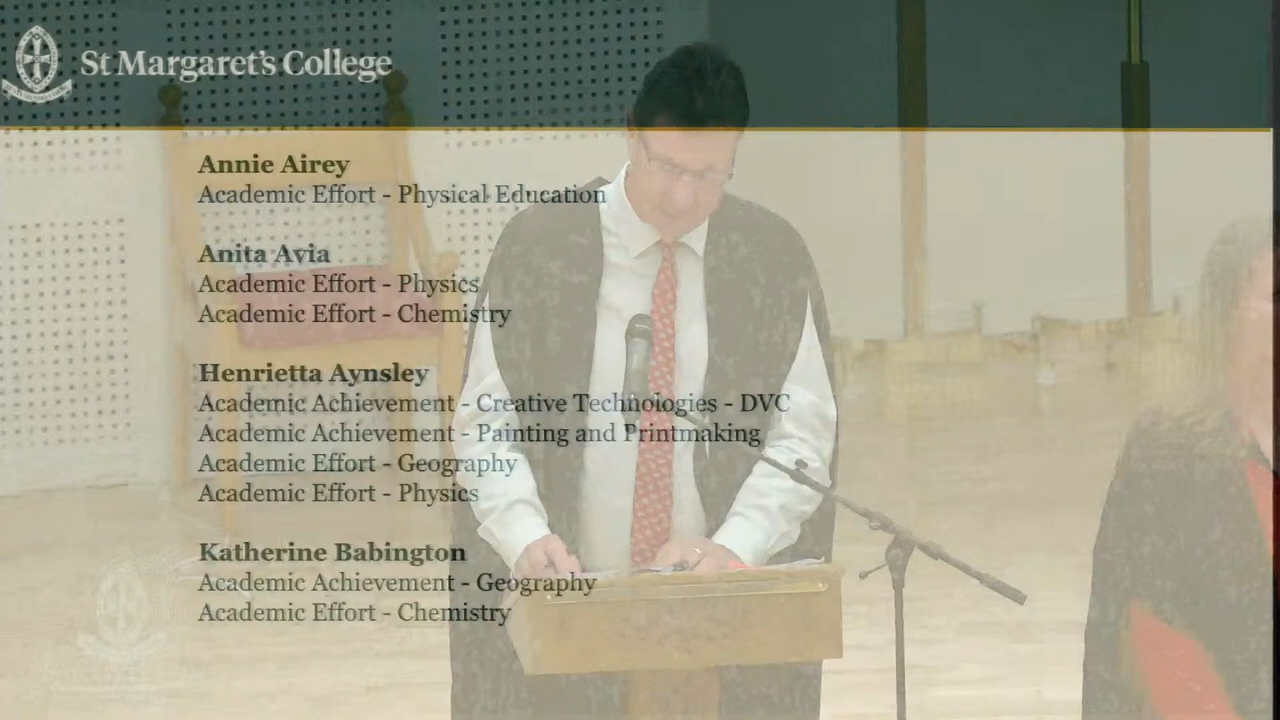 St Margaret's College
Annie Airey
Academic Effort - Physical Education
Anita Avia
Academic Effort - Physics
Academic Effort - Chemistry
Henrietta Aynsley
Academic Achievement - Creative Technologies - DVC
Academic Achievement - Painting and Printmaking
Academic Effort - Geography
Academic Effort - Physics
Katherine Babington
Academic Achievement - Geography
Academic Effort - Chemistry